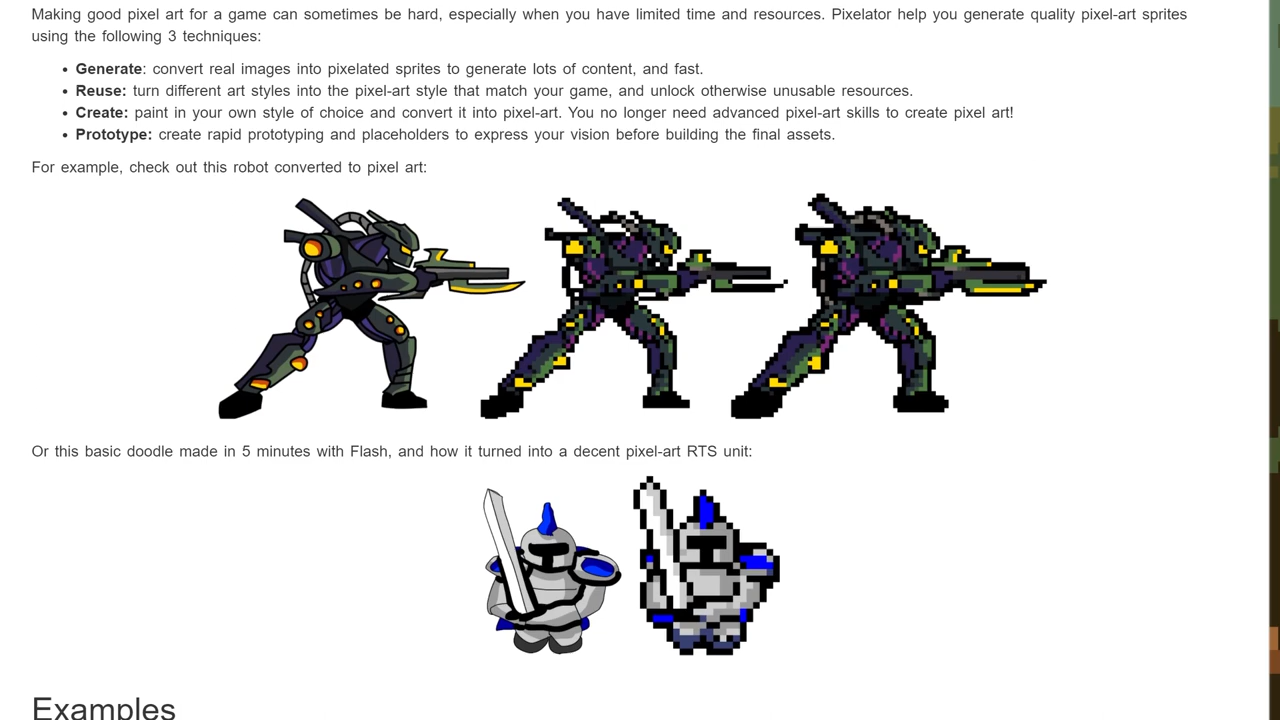 Making good pixel art for a game can sometimes be hard, especially when you have limited time and resources. Pixelator help you generate quality pixel-art sprites
using the following 3 techniques:
• Generate: convert real images into pixelated sprites to generate lots of content, and fast.
• Reuse: turn different art styles into the pixel-art style that match your game, and unlock otherwise unusable resources.
• Create: paint in your own style of choice and convert it into pixel-art. You no longer need advanced pixel-art skills to create pixel art!
• Prototype: create rapid prototyping and placeholders to express your vision before building the final assets.
For example, check out this robot converted to pixel art:
Or this basic doodle made in 5 minutes with Flash, and how it turned into a decent pixel-art RTS unit:
Examples